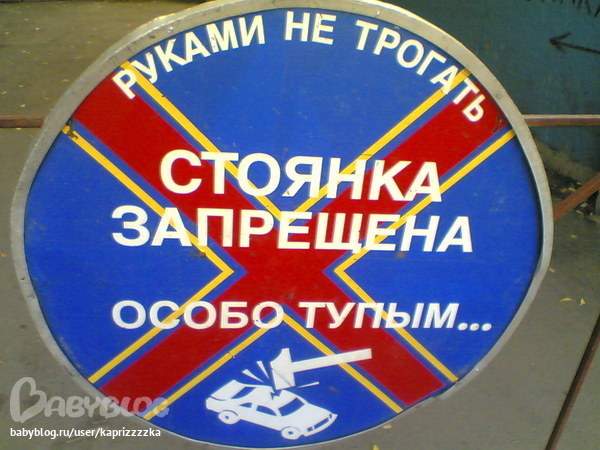 РУКАМИ НЕ ТРОГАТЬ
СТОЯНКА
ЗАПРЕЩЕНА
ОСОБО ТУПЫМ...
BABYBLOG
babyblog.ru/user/kaprizzzzka